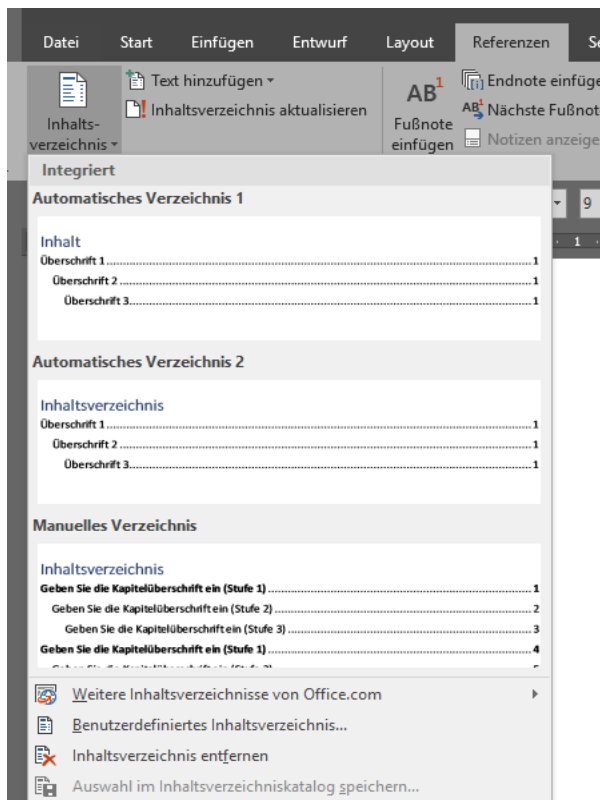 Datei Start Einfügen Entwurf Layout Referenzen Se
Text hinzufügen
Inhaltsverzeichnis aktualisieren
Inhalts-
verzeichnis
AB1
Fußnote
einfügen
Endnote einfüge
AB1 Nächste Fußnot
Notizen anzeige
Integriert
Automatisches Verzeichnis 1
9
1
Inhalt
Überschrift 1 ... 1
Überschrift 2 ... 1
Überschrift 3 ... 1
Automatisches Verzeichnis 2
Inhaltsverzeichnis
Überschrift 1 ... 1
Überschrift 2 ... 1
Überschrift 3 ... 1
Manuelles Verzeichnis
Inhaltsverzeichnis
Geben Sie die Kapitelüberschrift ein (Stufe 1) ... 1
Geben Sie die Kapitelüberschrift ein (Stufe 2) ... 2
Geben Sie die Kapitelüberschrift ein (Stufe 3) ... 3
Geben Sie die Kapitelüberschrift ein (Stufe 1) ... 4
Weitere Inhaltsverzeichnisse von Office.com
Benutzerdefiniertes Inhaltsverzeichnis...
Inhaltsverzeichnis entfernen
Auswahl im Inhaltsverzeichniskatalog speichern...